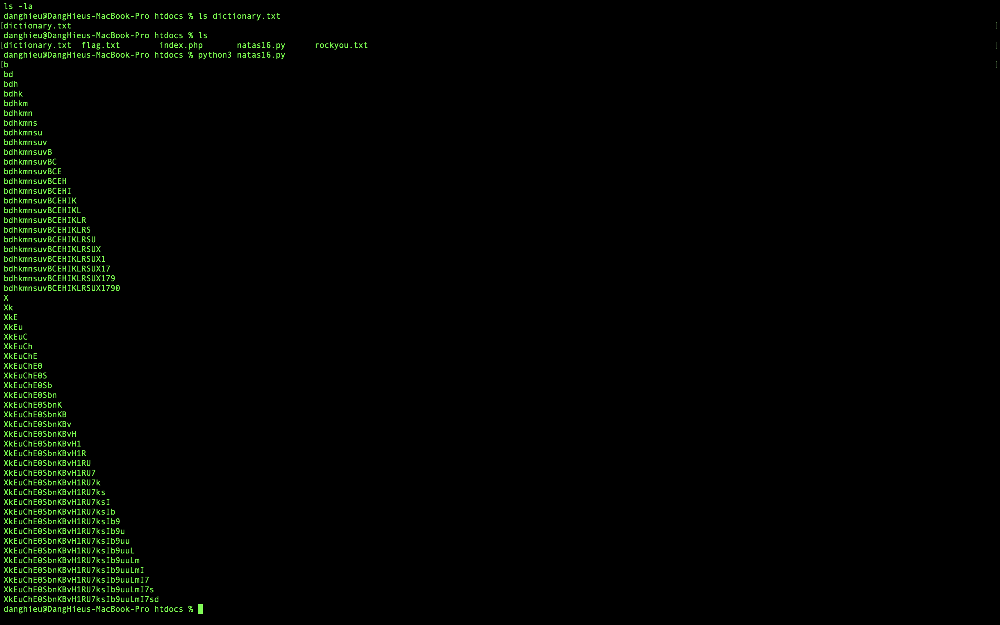 ls -la
danghieu@DangHieus-MacBook-Pro htdocs % ls dictionary.txt
[dictionary.txt ]
danghieu@DangHieus-MacBook-Pro htdocs % ls
[dictionary.txt  flag.txt        index.php       natas16.py      rockyou.txt ]
danghieu@DangHieus-MacBook-Pro htdocs % python3 natas16.py
[b ]
bd
bdh
bdhk
bdhkm
bdhkmn
bdhkmns
bdhkmnsu
bdhkmnsuv
bdhkmnsuvB
bdhkmnsuvBC
bdhkmnsuvBCE
bdhkmnsuvBCEH
bdhkmnsuvBCEHI
bdhkmnsuvBCEHIK
bdhkmnsuvBCEHIKL
bdhkmnsuvBCEHIKLR
bdhkmnsuvBCEHIKLRS
bdhkmnsuvBCEHIKLRSU
bdhkmnsuvBCEHIKLRSUX
bdhkmnsuvBCEHIKLRSUX1
bdhkmnsuvBCEHIKLRSUX17
bdhkmnsuvBCEHIKLRSUX179
bdhkmnsuvBCEHIKLRSUX1790
X
Xk
XkE
XkEu
XkEuC
XkEuCh
XkEuChE
XkEuChE0
XkEuChE0S
XkEuChE0Sb
XkEuChE0Sbn
XkEuChE0SbnK
XkEuChE0SbnKB
XkEuChE0SbnKBv
XkEuChE0SbnKBvH
XkEuChE0SbnKBvH1
XkEuChE0SbnKBvH1R
XkEuChE0SbnKBvH1RU
XkEuChE0SbnKBvH1RU7
XkEuChE0SbnKBvH1RU7k
XkEuChE0SbnKBvH1RU7ks
XkEuChE0SbnKBvH1RU7ksI
XkEuChE0SbnKBvH1RU7ksIb
XkEuChE0SbnKBvH1RU7ksIb9
XkEuChE0SbnKBvH1RU7ksIb9u
XkEuChE0SbnKBvH1RU7ksIb9uu
XkEuChE0SbnKBvH1RU7ksIb9uuL
XkEuChE0SbnKBvH1RU7ksIb9uuLm
XkEuChE0SbnKBvH1RU7ksIb9uuLmI
XkEuChE0SbnKBvH1RU7ksIb9uuLmI7
XkEuChE0SbnKBvH1RU7ksIb9uuLmI7s
XkEuChE0SbnKBvH1RU7ksIb9uuLmI7sd
danghieu@DangHieus-MacBook-Pro htdocs %